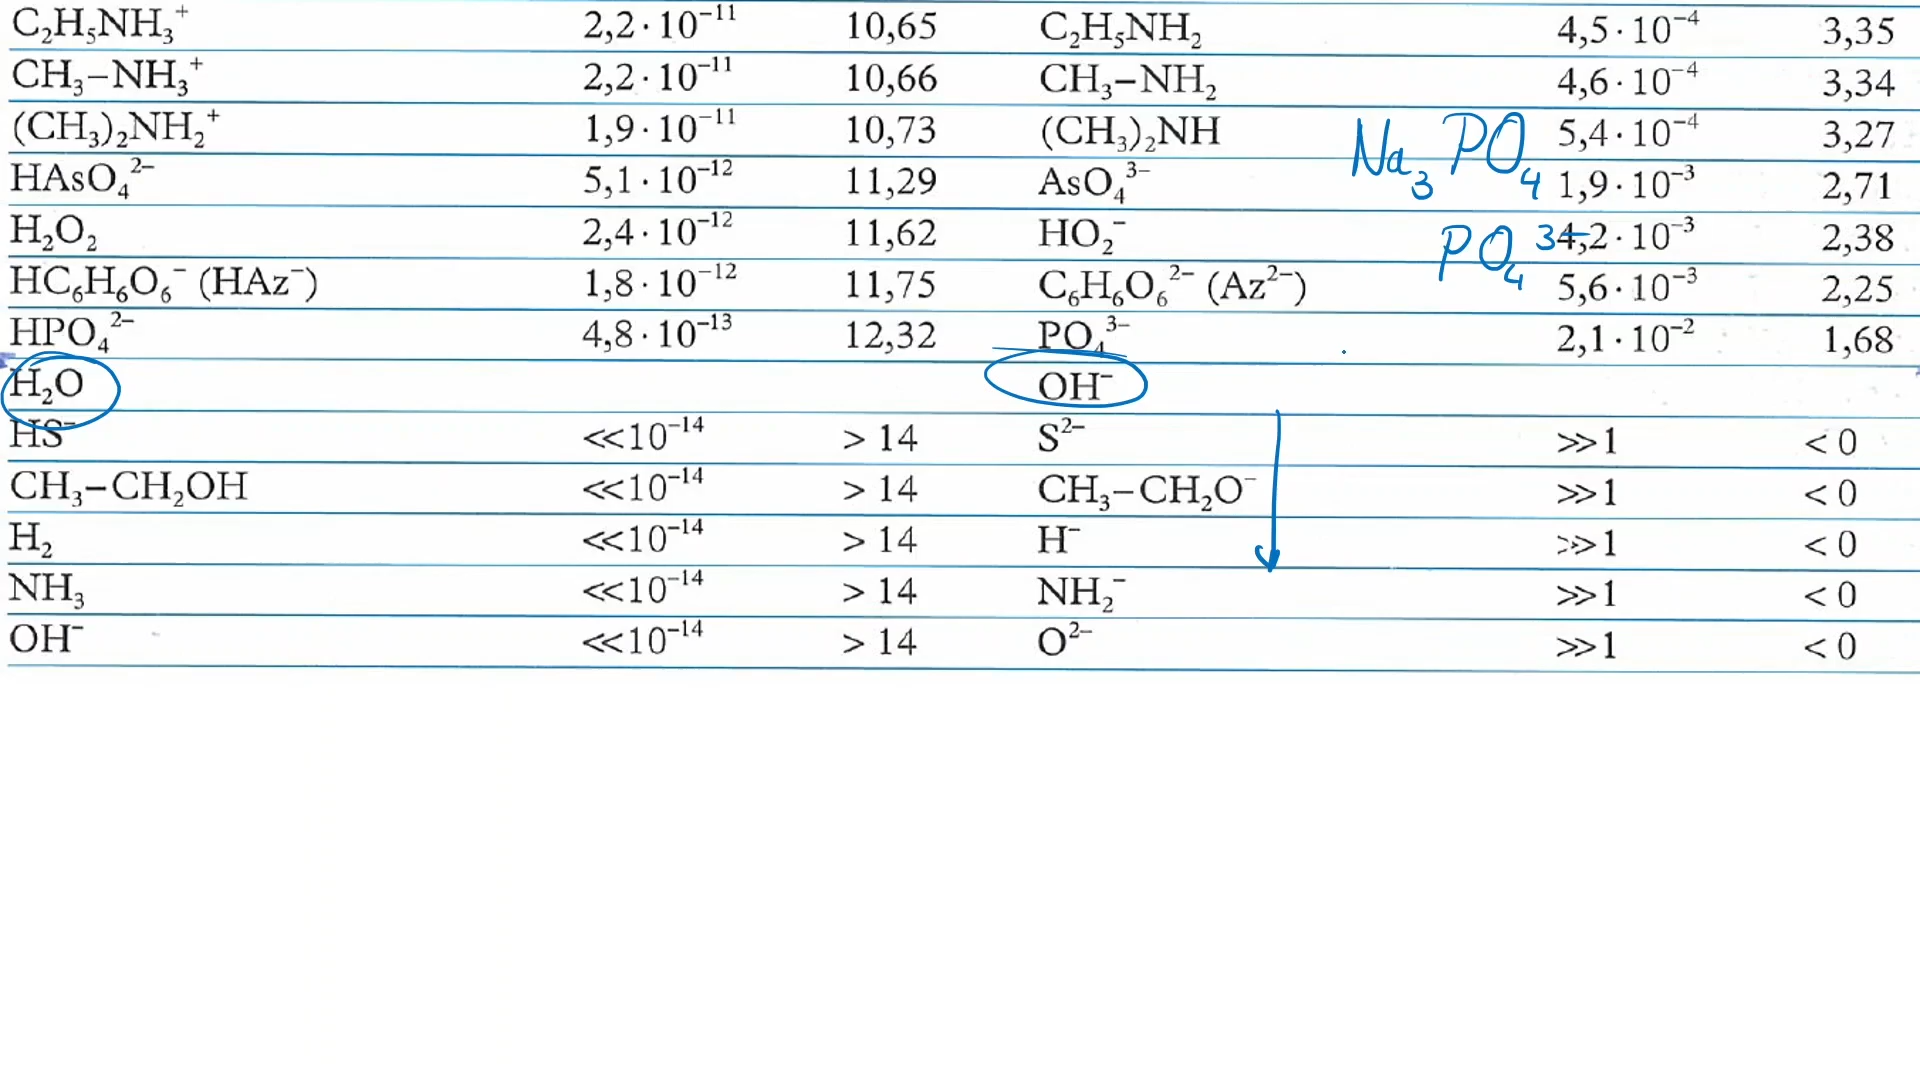 C₂H₅NH₃⁺ 2,2·10⁻¹¹ 10,65 C₂H₅NH₂ 4,5·10⁻⁴ 3,35
CH₃–NH₃⁺ 2,2·10⁻¹¹ 10,66 CH₃–NH₂ 4,6·10⁻⁴ 3,34
(CH₃)₂NH₂⁺ 1,9·10⁻¹¹ 10,73 (CH₃)₂NH 5,4·10⁻⁴ 3,27
Na₃PO₄
HAsO₄²⁻ 5,1·10⁻¹² 11,29 AsO₄³⁻ 1,9·10⁻³ 2,71
H₂O₂ 2,4·10⁻¹² 11,62 HO₂⁻ 4,2·10⁻³ 2,38
PO₄³⁻
HC₆H₆O₆⁻ (HAz⁻) 1,8·10⁻¹² 11,75 C₆H₆O₆²⁻ (Az²⁻) 5,6·10⁻³ 2,25
HPO₄²⁻ 4,8·10⁻¹³ 12,32 PO₄³⁻ 2,1·10⁻² 1,68
H₂O OH⁻
HS⁻ <<10⁻¹⁴ > 14 S²⁻ >>1 < 0
CH₃–CH₂OH <<10⁻¹⁴ > 14 CH₃–CH₂O⁻ >>1 < 0
H₂ <<10⁻¹⁴ > 14 H⁻ >>1 < 0
NH₃ <<10⁻¹⁴ > 14 NH₂⁻ >>1 < 0
OH⁻ <<10⁻¹⁴ > 14 O²⁻ >>1 < 0